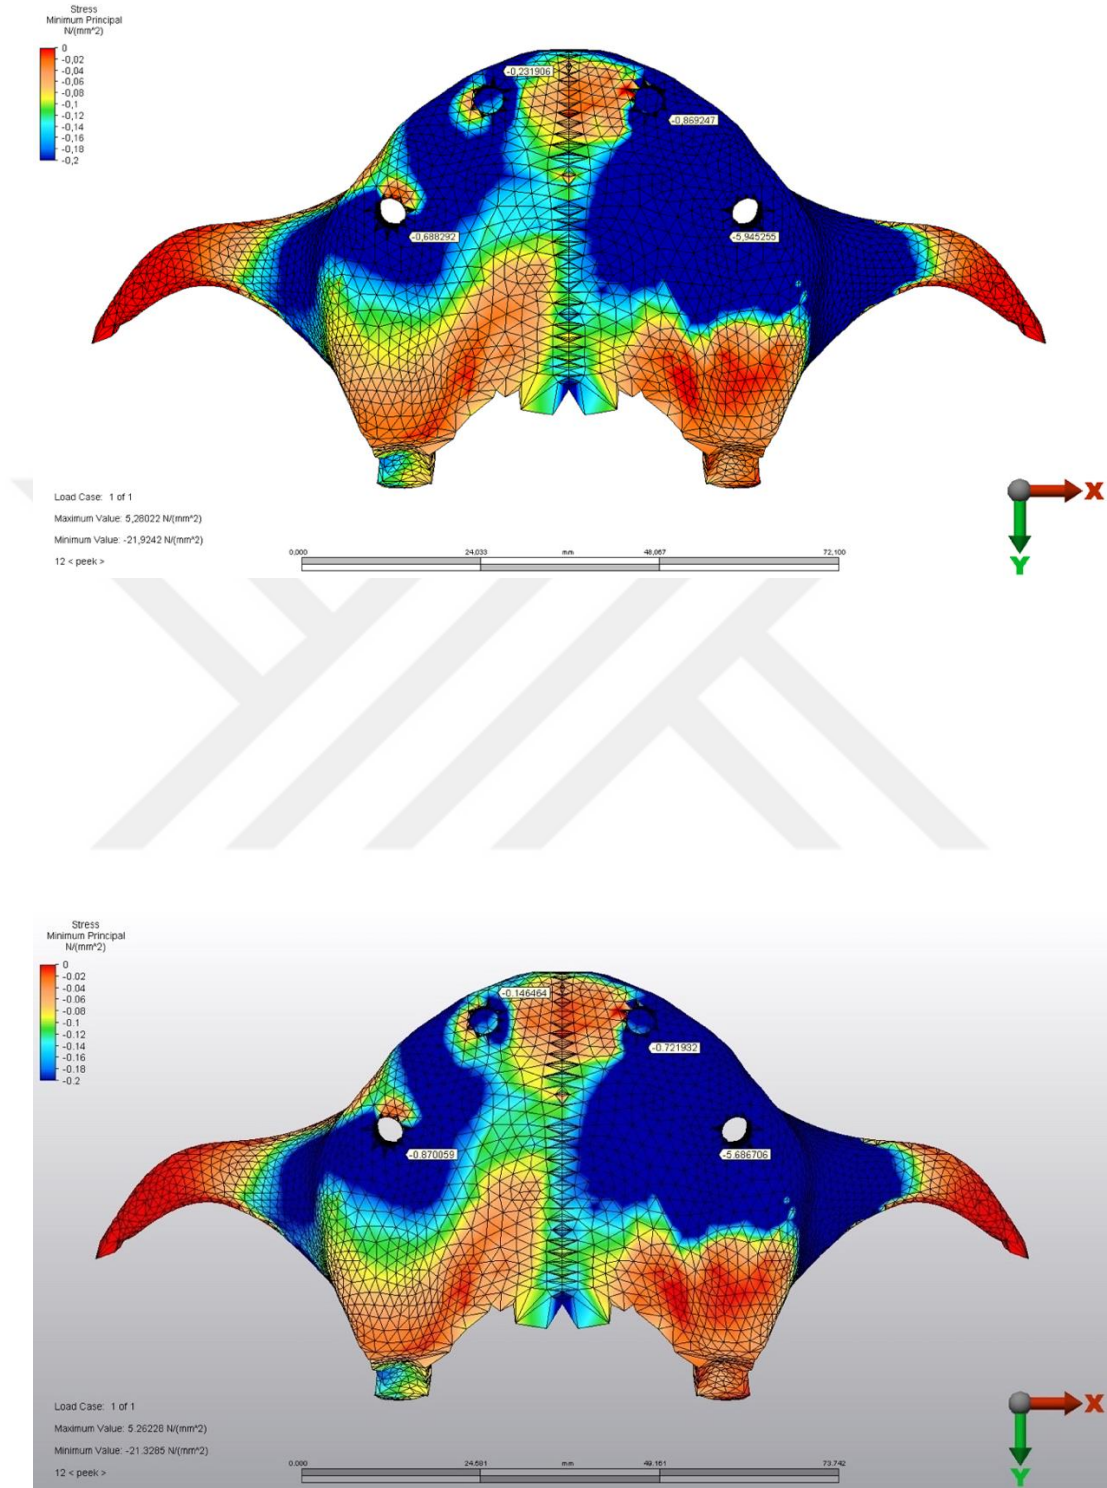 Stress
Minimum Principal
N/(mm^2)
0
-0,02
-0,04
-0,06
-0,08
-0,1
-0,12
-0,14
-0,16
-0,18
-0,2
-0,231906
-0,869247
-0,688292
-5,945255
Load Case: 1 of 1
Maximum Value: 5,28022 N/(mm^2)
Minimum Value: -21,9242 N/(mm^2)
12 < peek >
0,000 24,033 mm 48,067 72,100
X
Y
Stress
Minimum Principal
N/(mm^2)
0
-0.02
-0.04
-0.06
-0.08
-0.1
-0.12
-0.14
-0.16
-0.18
-0.2
-0.146464
-0.721932
-0.870059
-5.686706
Load Case: 1 of 1
Maximum Value: 5.26228 N/(mm^2)
Minimum Value: -21.3285 N/(mm^2)
12 < peek >
0.000 24.581 mm 49.161 73.742
X
Y